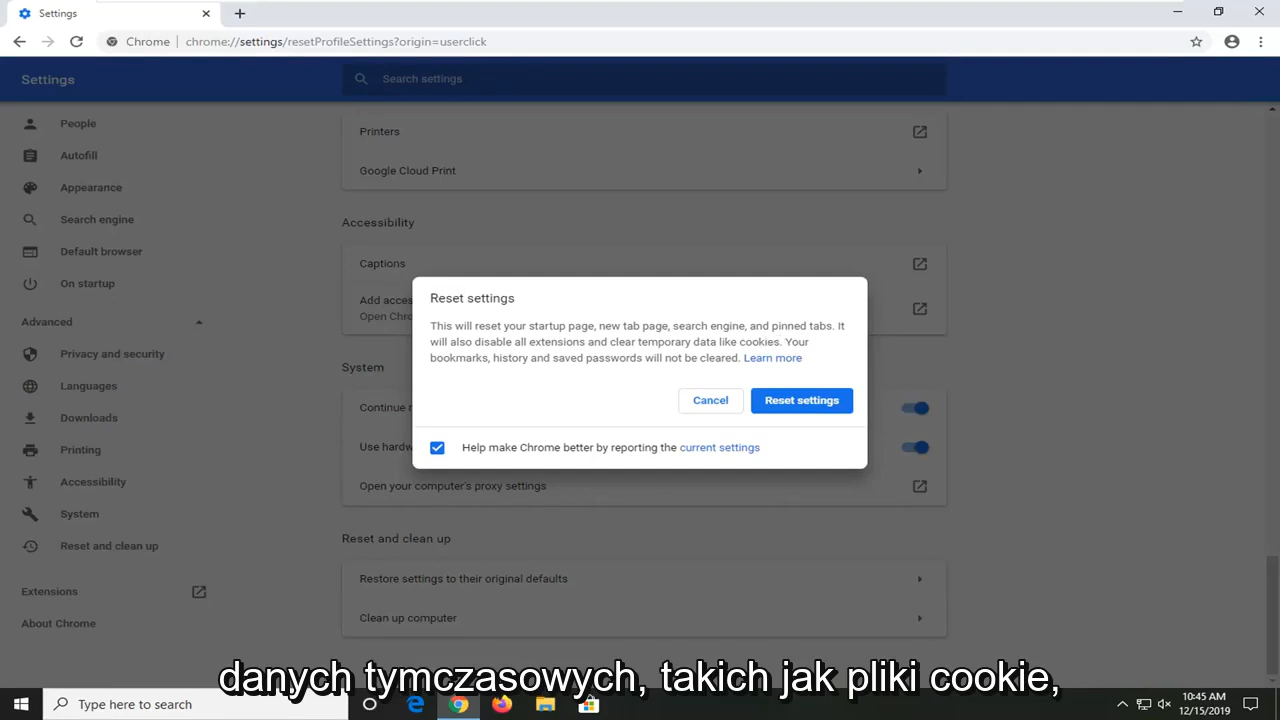 Settings
Chrome
chrome://settings/resetProfileSettings?origin=userclick
Settings
Search settings
People
Autofill
Appearance
Search engine
Default browser
On startup
Advanced
Privacy and security
Languages
Downloads
Printing
Accessibility
System
Reset and clean up
Extensions
About Chrome
Printers
Google Cloud Print
Accessibility
Captions
Add acces
Open Chro
System
Continue r
Use hardw
Open your computer's proxy settings
Reset and clean up
Restore settings to their original defaults
Clean up computer
Reset settings
This will reset your startup page, new tab page, search engine, and pinned tabs. It
will also disable all extensions and clear temporary data like cookies. Your
bookmarks, history and saved passwords will not be cleared. Learn more
Cancel
Reset settings
Help make Chrome better by reporting the current settings
danych tymczasowych, takich jak pliki cookie,
Type here to search
10:45 AM
12/15/2019